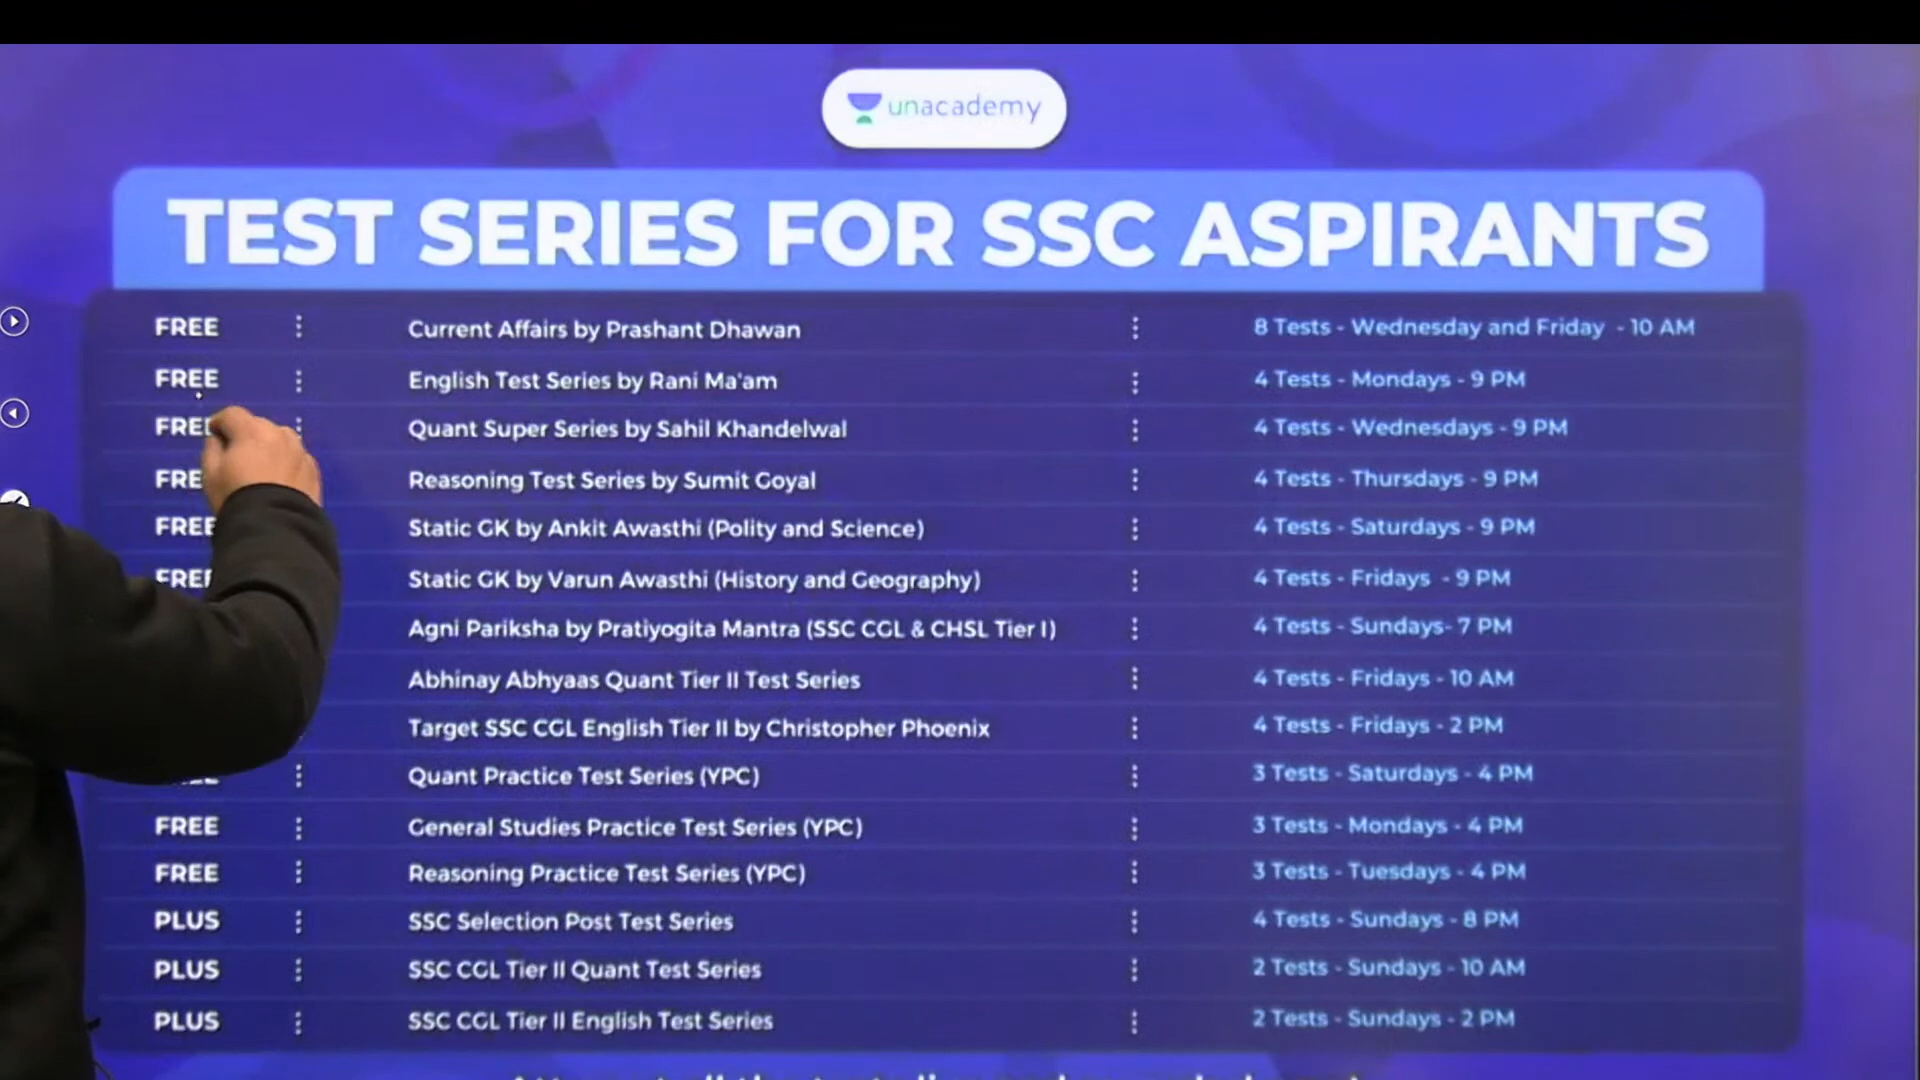 unacademy
TEST SERIES FOR SSC ASPIRANTS
FREE Current Affairs by Prashant Dhawan 8 Tests - Wednesday and Friday - 10 AM
FREE English Test Series by Rani Ma'am 4 Tests - Mondays - 9 PM
FREE Quant Super Series by Sahil Khandelwal 4 Tests - Wednesdays - 9 PM
FREE Reasoning Test Series by Sumit Goyal 4 Tests - Thursdays - 9 PM
FREE Static GK by Ankit Awasthi (Polity and Science) 4 Tests - Saturdays - 9 PM
FREE Static GK by Varun Awasthi (History and Geography) 4 Tests - Fridays - 9 PM
Agni Pariksha by Pratiyogita Mantra (SSC CGL & CHSL Tier I) 4 Tests - Sundays- 7 PM
Abhinay Abhyaas Quant Tier II Test Series 4 Tests - Fridays - 10 AM
Target SSC CGL English Tier II by Christopher Phoenix 4 Tests - Fridays - 2 PM
Quant Practice Test Series (YPC) 3 Tests - Saturdays - 4 PM
FREE General Studies Practice Test Series (YPC) 3 Tests - Mondays - 4 PM
FREE Reasoning Practice Test Series (YPC) 3 Tests - Tuesdays - 4 PM
PLUS SSC Selection Post Test Series 4 Tests - Sundays - 8 PM
PLUS SSC CGL Tier II Quant Test Series 2 Tests - Sundays - 10 AM
PLUS SSC CGL Tier II English Test Series 2 Tests - Sundays - 2 PM